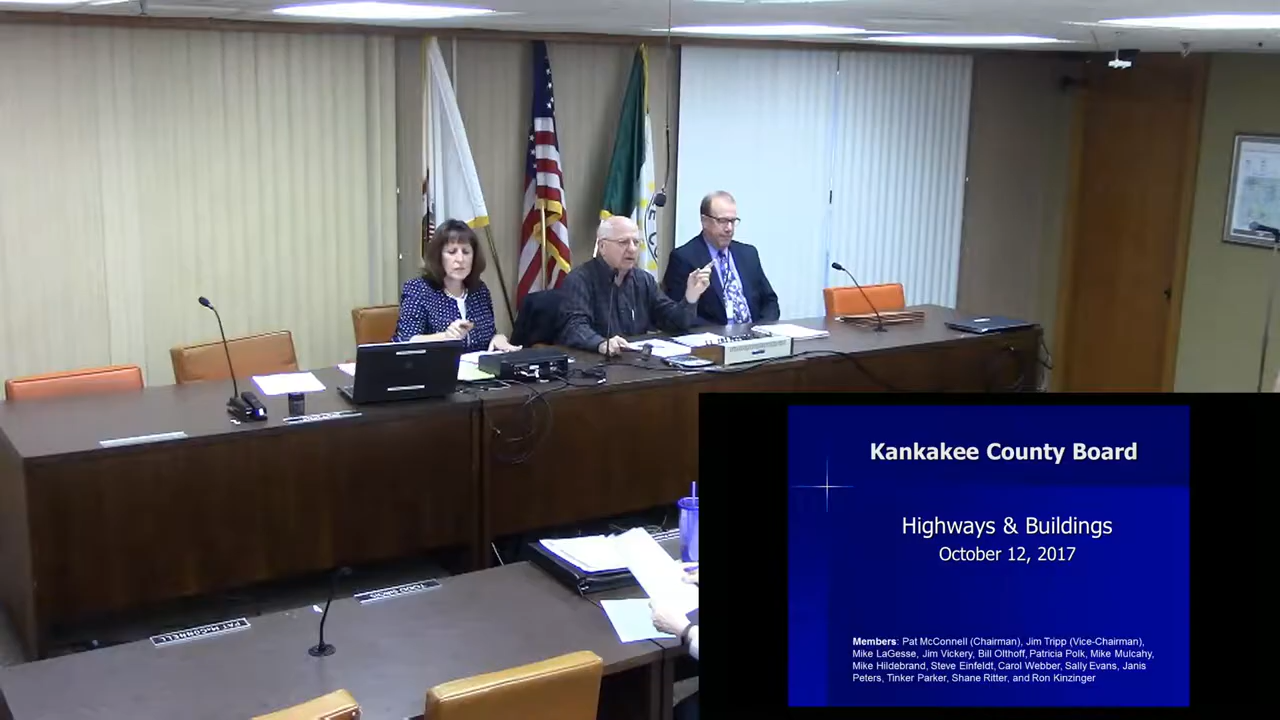 Kankakee County Board
Highways & Buildings
October 12, 2017
Members: Pat McConnell (Chairman), Jim Tripp (Vice-Chairman),
Mike LaGesse, Jim Vickery, Bill Olthoff, Patricia Polk, Mike Mulcahy,
Mike Hildebrand, Steve Einfeldt, Carol Webber, Sally Evans, Janis
Peters, Tinker Parker, Shane Ritter, and Ron Kinzinger
PAT McCONNELL